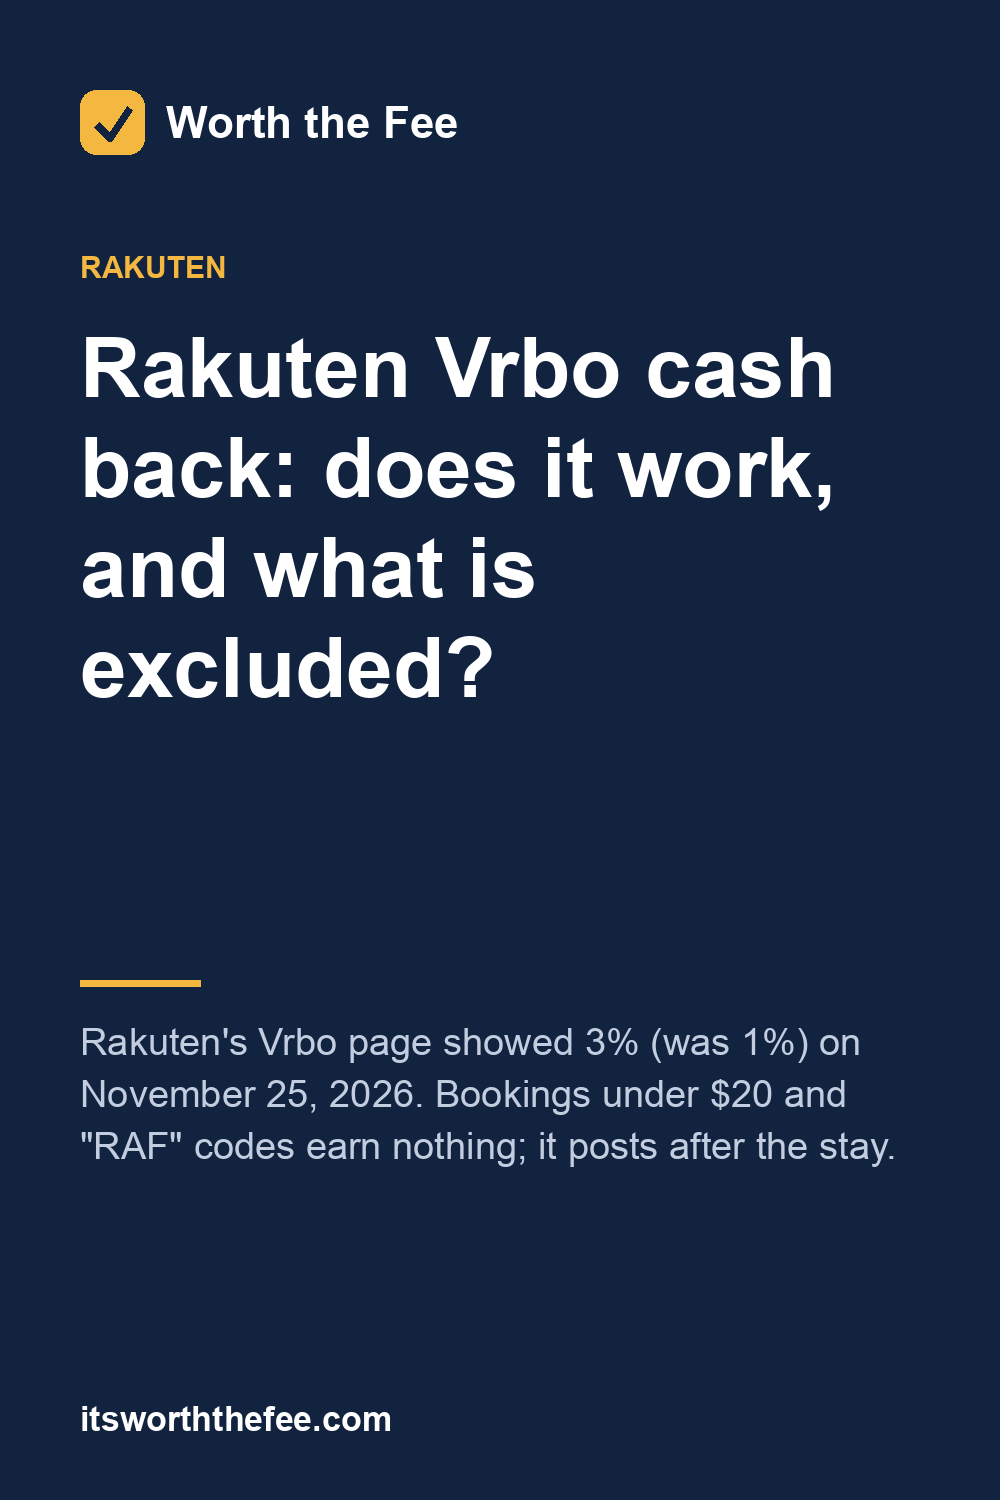 Worth the Fee
RAKUTEN
Rakuten Vrbo cash
back: does it work,
and what is
excluded?
Rakuten's Vrbo page showed 3% (was 1%) on
November 25, 2026. Bookings under $20 and
"RAF" codes earn nothing; it posts after the stay.
itsworththefee.com